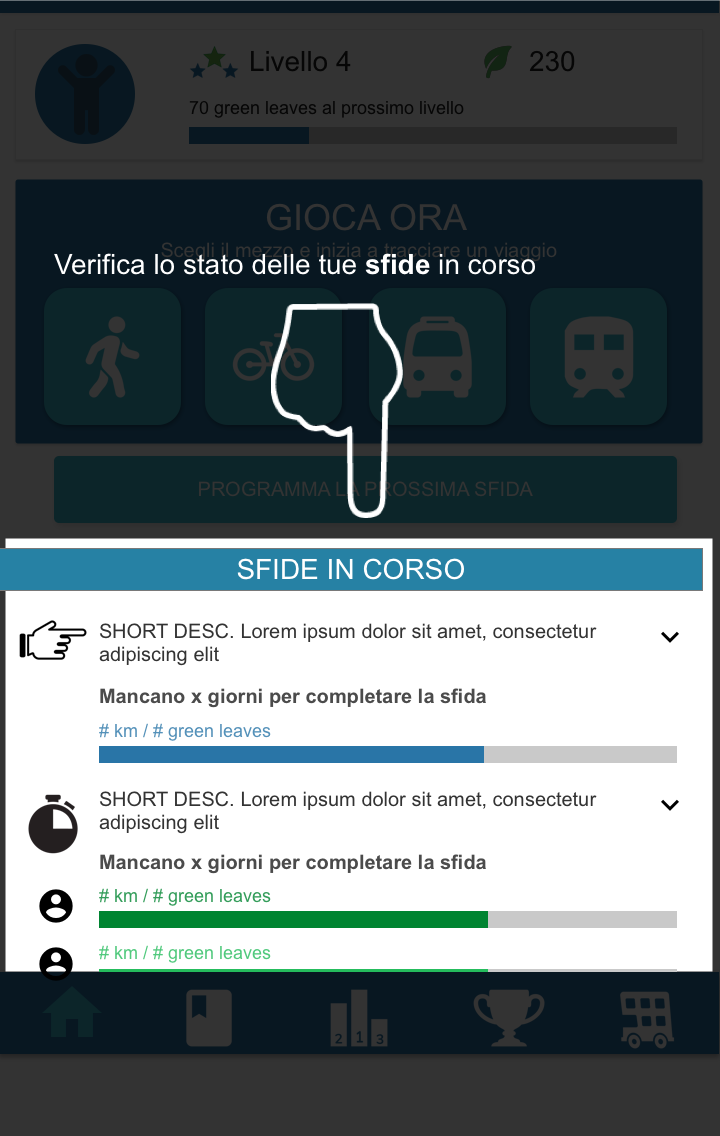 Livello 4
230
70 green leaves al prossimo livello
GIOCA ORA
Scegli il mezzo e inizia a tracciare un viaggio
Verifica lo stato delle tue sfide in corso
PROGRAMMA LA PROSSIMA SFIDA
SFIDE IN CORSO
SHORT DESC. Lorem ipsum dolor sit amet, consectetur
adipiscing elit
Mancano x giorni per completare la sfida
# km / # green leaves
SHORT DESC. Lorem ipsum dolor sit amet, consectetur
adipiscing elit
Mancano x giorni per completare la sfida
# km / # green leaves
# km / # green leaves
2 1 3